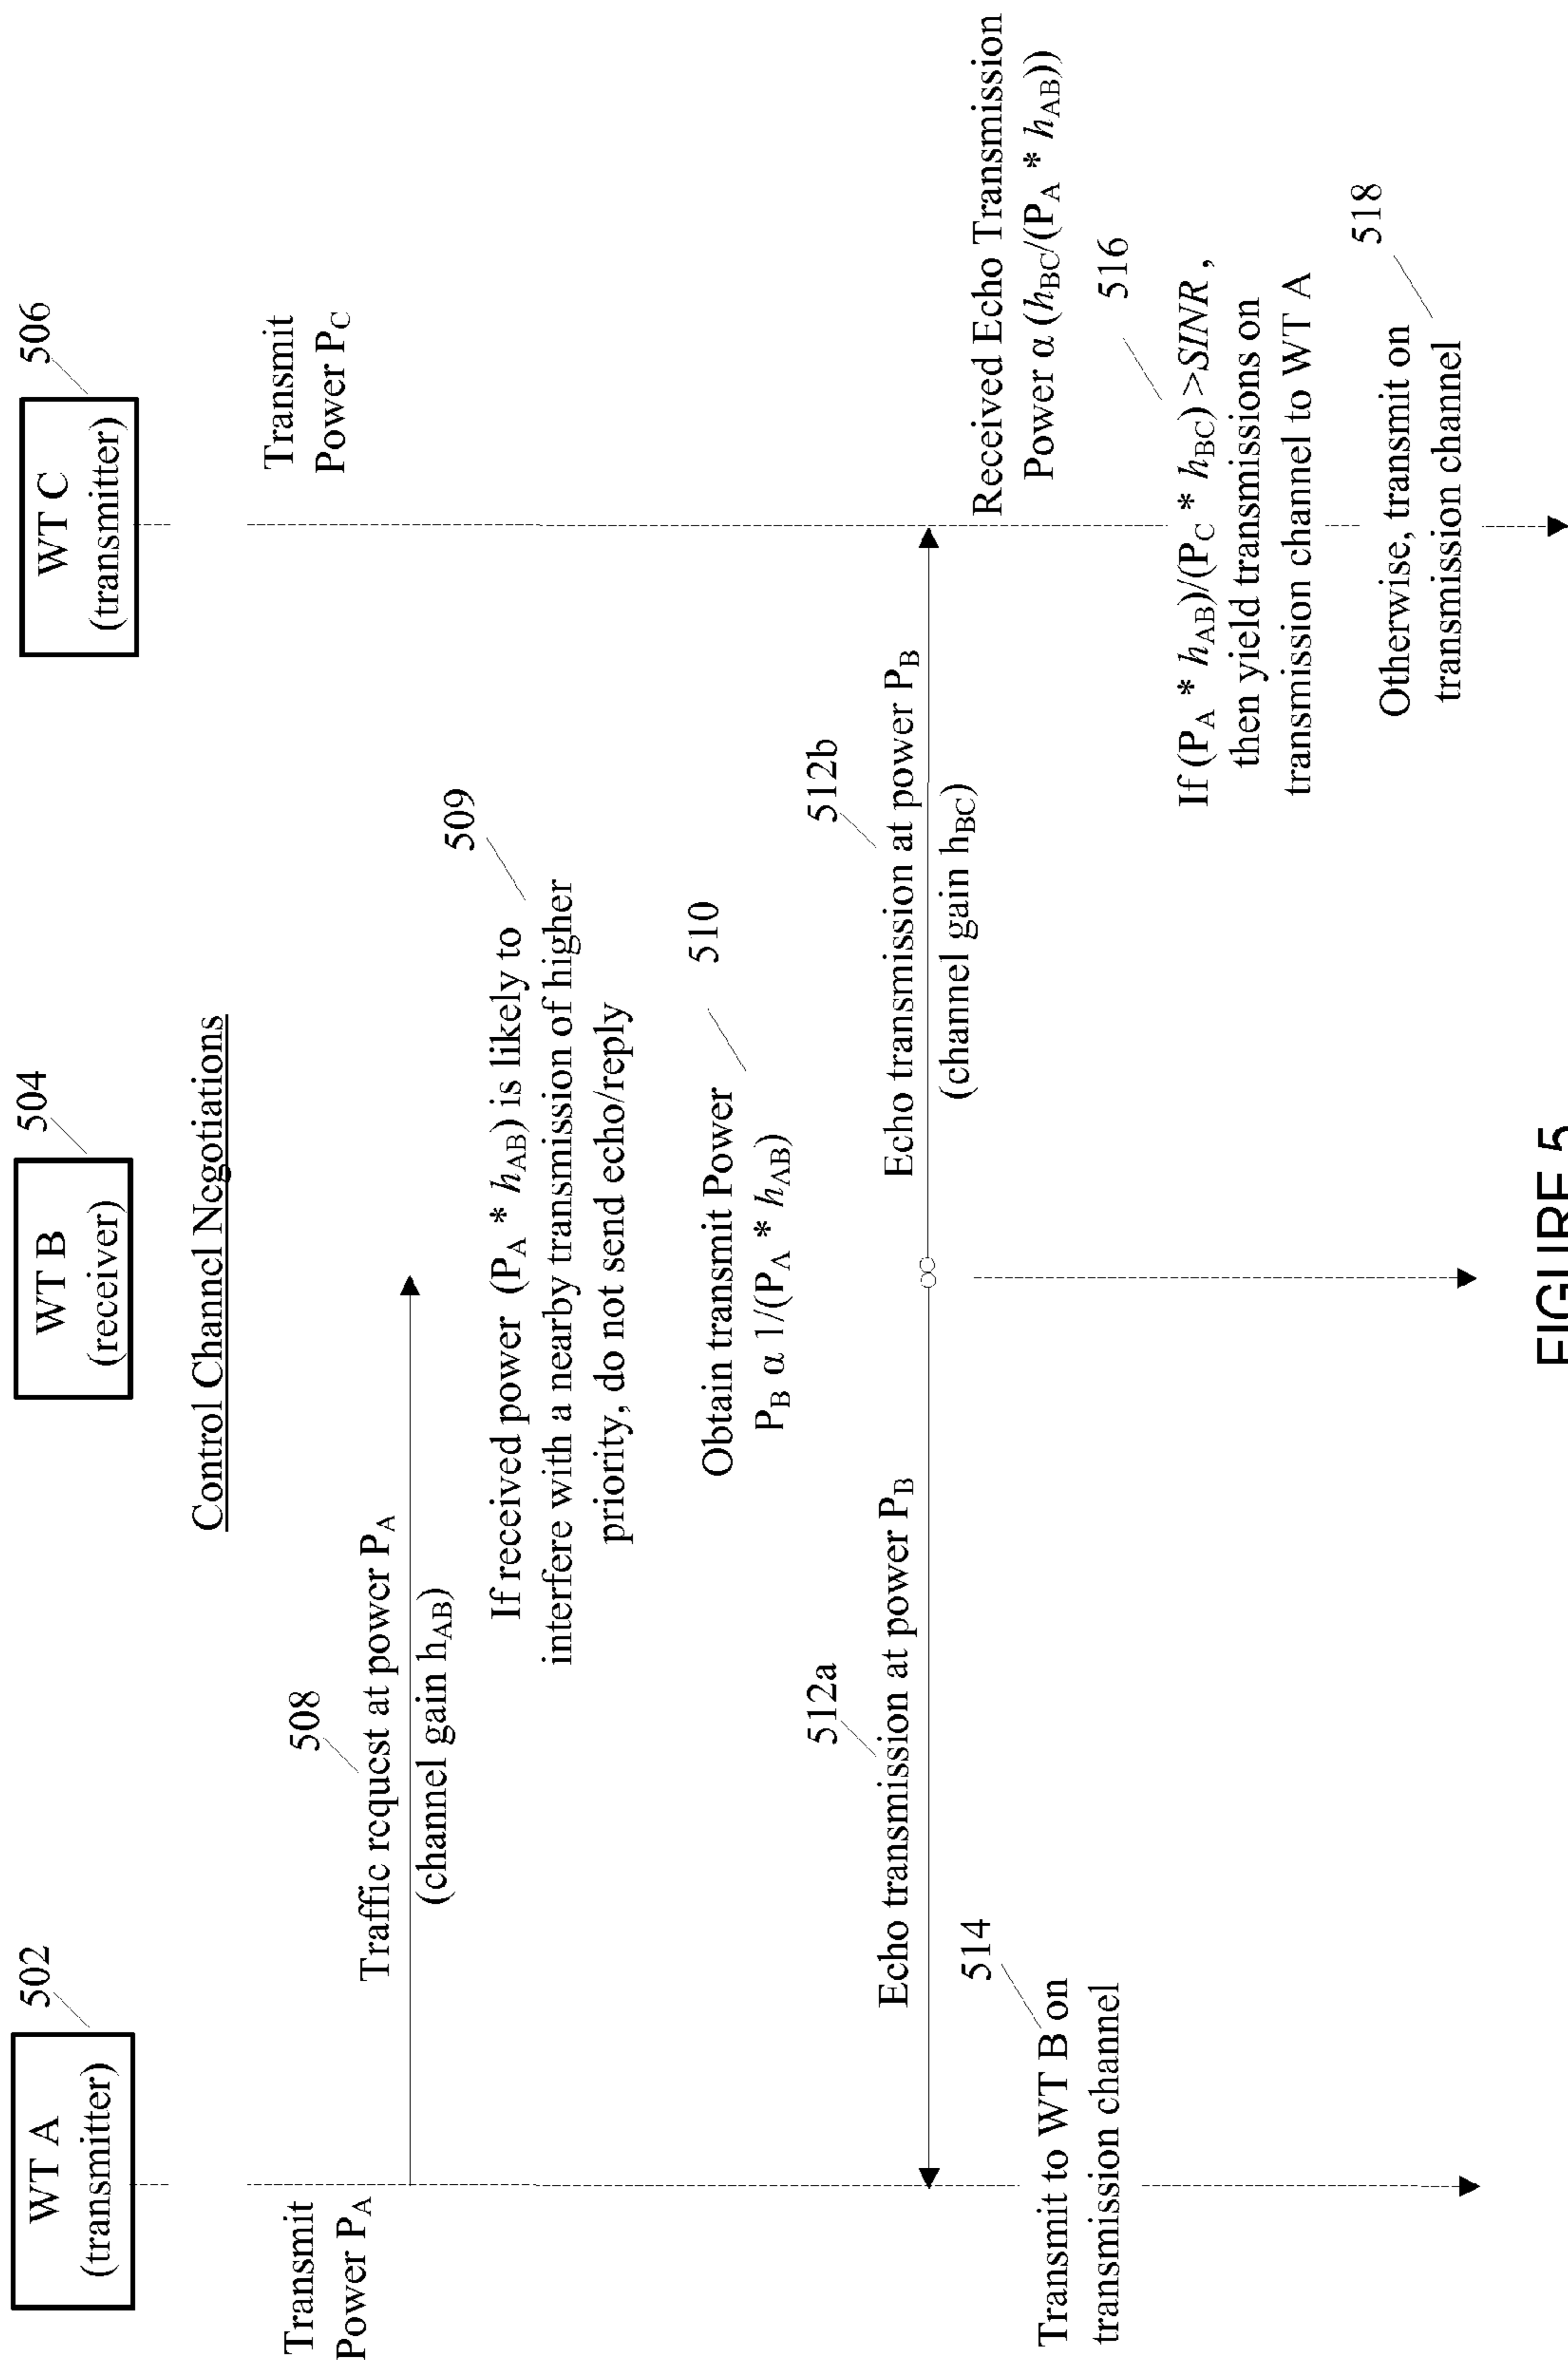 502
WT A
(transmitter)
504
WT B
(receiver)
506
WT C
(transmitter)
Control Channel Negotiations
Transmit
Power P_A
Transmit
Power P_C
508
Traffic request at power P_A
(channel gain h_AB)
509
If received power (P_A * h_AB) is likely to
interfere with a nearby transmission of higher
priority, do not send echo/reply
510
Obtain transmit Power
P_B α 1/(P_A * h_AB)
512a
Echo transmission at power P_B
512b
Echo transmission at power P_B
(channel gain h_BC)
514
Transmit to WT B on
transmission channel
Received Echo Transmission
Power α (h_BC/(P_A * h_AB))
516
If (P_A * h_AB)/(P_C * h_BC) >SINR ,
then yield transmissions on
transmission channel to WT A
518
Otherwise, transmit on
transmission channel
FIGURE 5